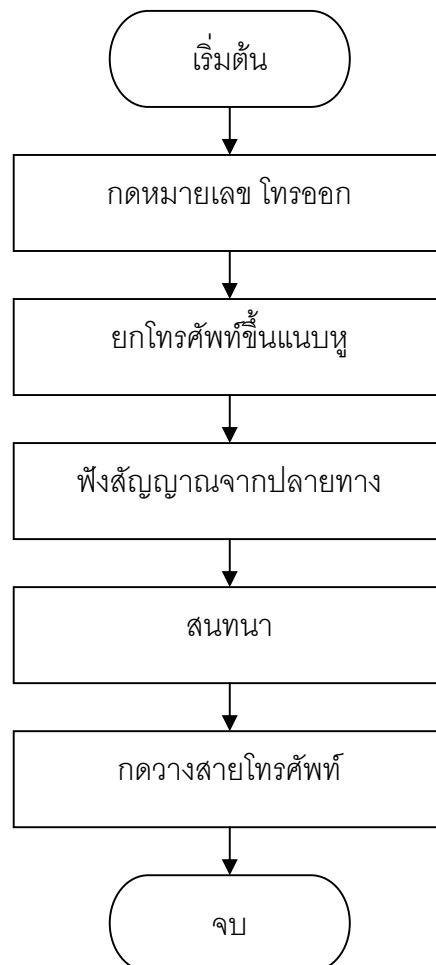 เริ่มต้น
กดหมายเลข โทรออก
ยกโทรศัพท์ขึ้นแนบหู
ฟังสัญญาณจากปลายทาง
สนทนา
กดวางสายโทรศัพท์
จบ